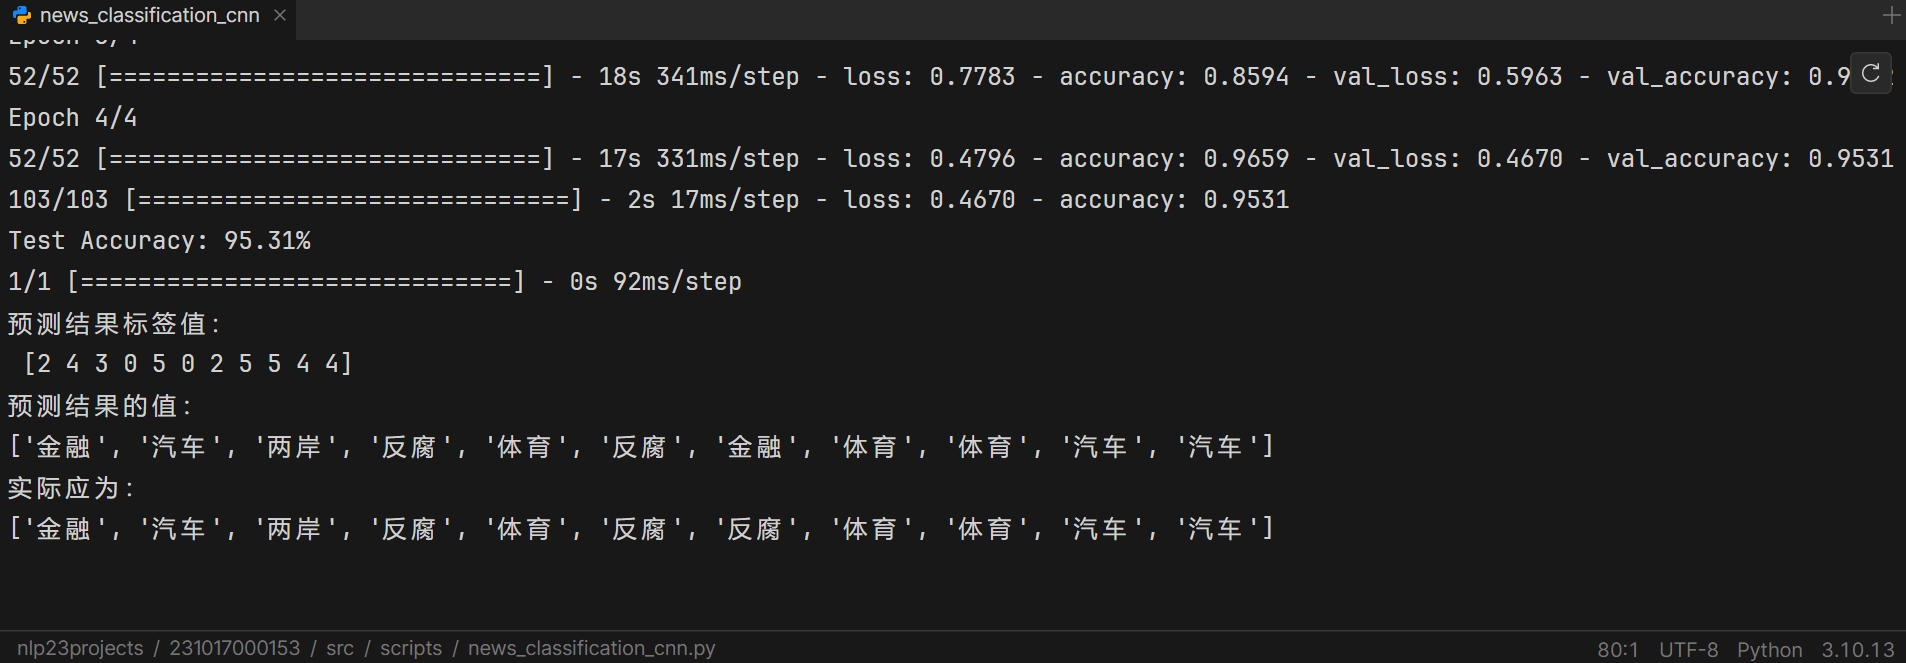 news_classification_cnn
52/52 [==============================] - 18s 341ms/step - loss: 0.7783 - accuracy: 0.8594 - val_loss: 0.5963 - val_accuracy: 0.9
Epoch 4/4
52/52 [==============================] - 17s 331ms/step - loss: 0.4796 - accuracy: 0.9659 - val_loss: 0.4670 - val_accuracy: 0.9531
103/103 [==============================] - 2s 17ms/step - loss: 0.4670 - accuracy: 0.9531
Test Accuracy: 95.31%
1/1 [==============================] - 0s 92ms/step
预测结果标签值:
[2 4 3 0 5 0 2 5 5 4 4]
预测结果的值:
['金融', '汽车', '两岸', '反腐', '体育', '反腐', '金融', '体育', '体育', '汽车', '汽车']
实际应为:
['金融', '汽车', '两岸', '反腐', '体育', '反腐', '反腐', '体育', '体育', '汽车', '汽车']
nlp23projects / 231017000153 / src / scripts / news_classification_cnn.py
80:1 UTF-8 Python 3.10.13